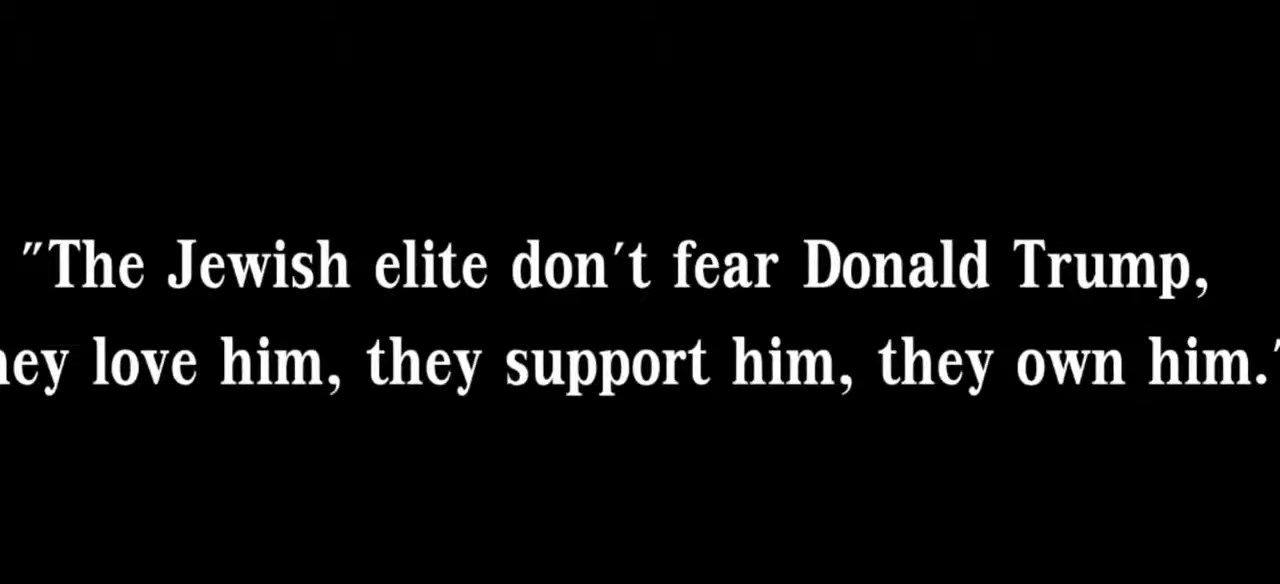 "The Jewish elite don't fear Donald Trump,
hey love him, they support him, they own him."